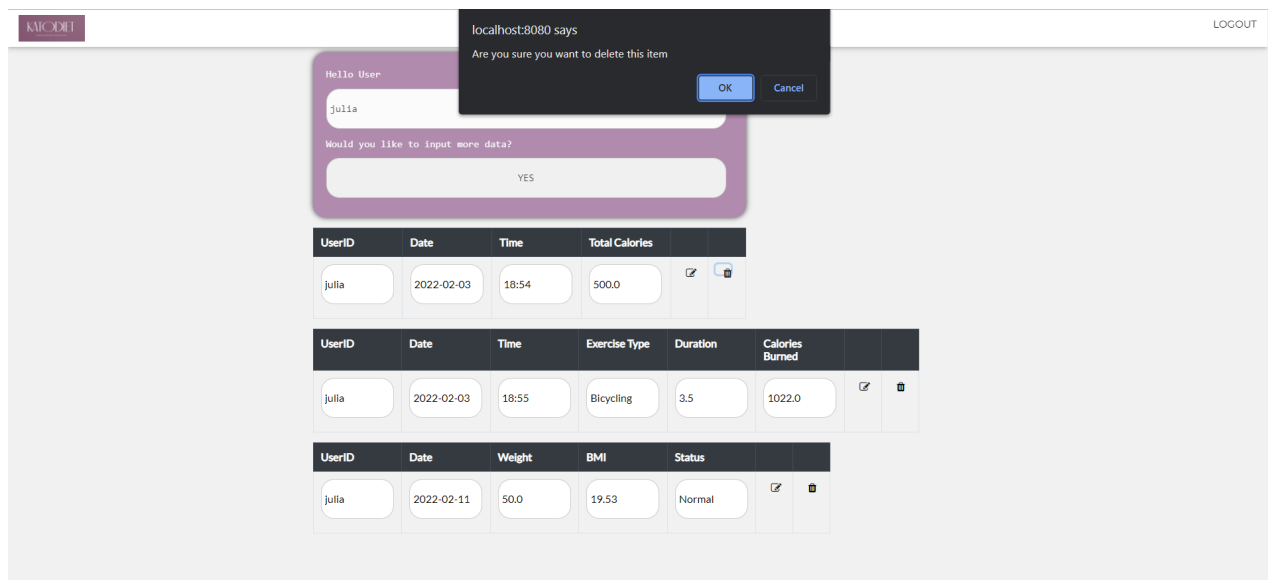 KATODIET
LOGOUT
localhost:8080 says
Are you sure you want to delete this item
OK Cancel
Hello User
julia
Would you like to input more data?
YES
UserID Date Time Total Calories
julia 2022-02-03 18:54 500.0
UserID Date Time Exercise Type Duration Calories Burned
julia 2022-02-03 18:55 Bicycling 3.5 1022.0
UserID Date Weight BMI Status
julia 2022-02-11 50.0 19.53 Normal